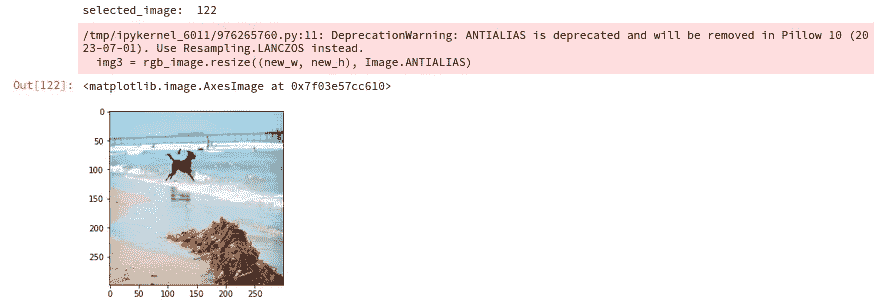 selected_image:  122
/tmp/ipykernel_6011/976265760.py:11: DeprecationWarning: ANTIALIAS is deprecated and will be removed in Pillow 10 (20
23-07-01). Use Resampling.LANCZOS instead.
  img3 = rgb_image.resize((new_w, new_h), Image.ANTIALIAS)
Out[122]: <matplotlib.image.AxesImage at 0x7f03e57cc610>
0
50
100
150
200
250
0 50 100 150 200 250